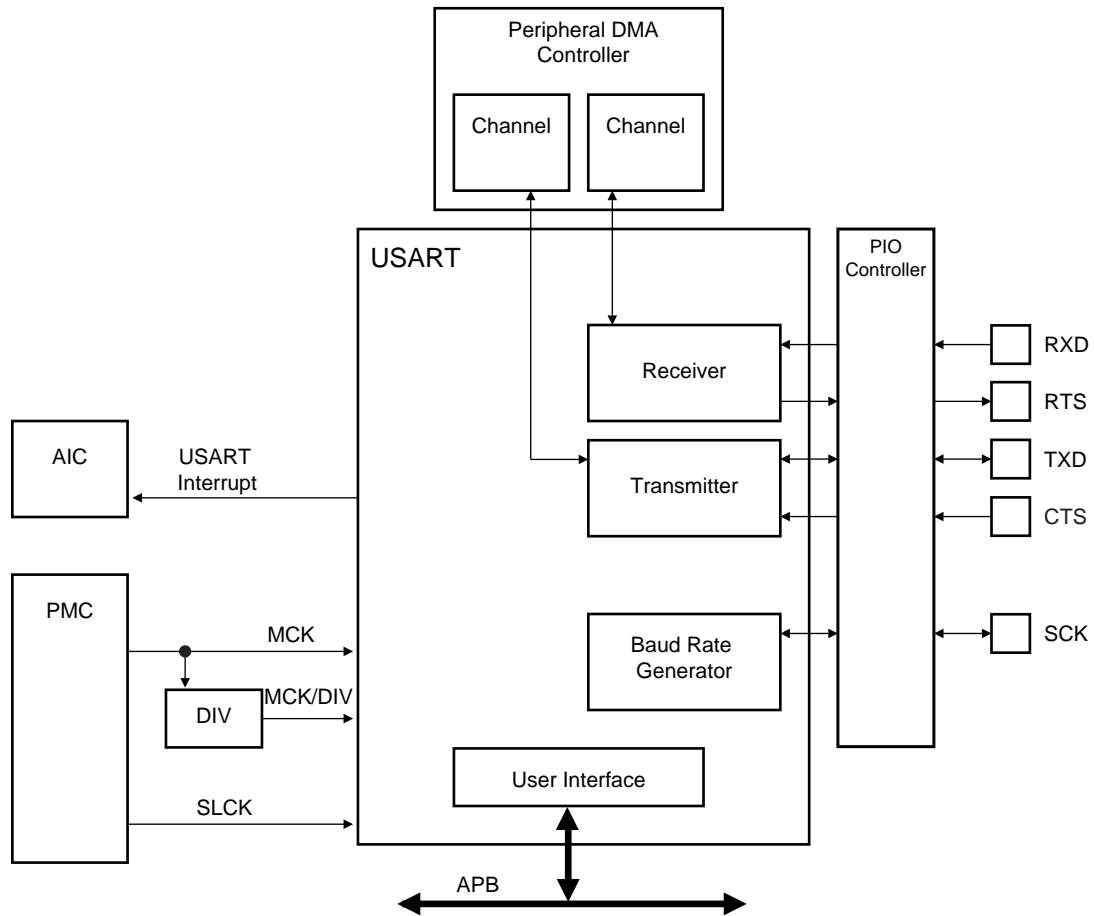 Peripheral DMA
Controller
Channel
Channel
USART
PIO
Controller
Receiver
RXD
RTS
AIC
USART
Interrupt
Transmitter
TXD
CTS
PMC
MCK
Baud Rate
Generator
SCK
MCK/DIV
DIV
User Interface
SLCK
APB